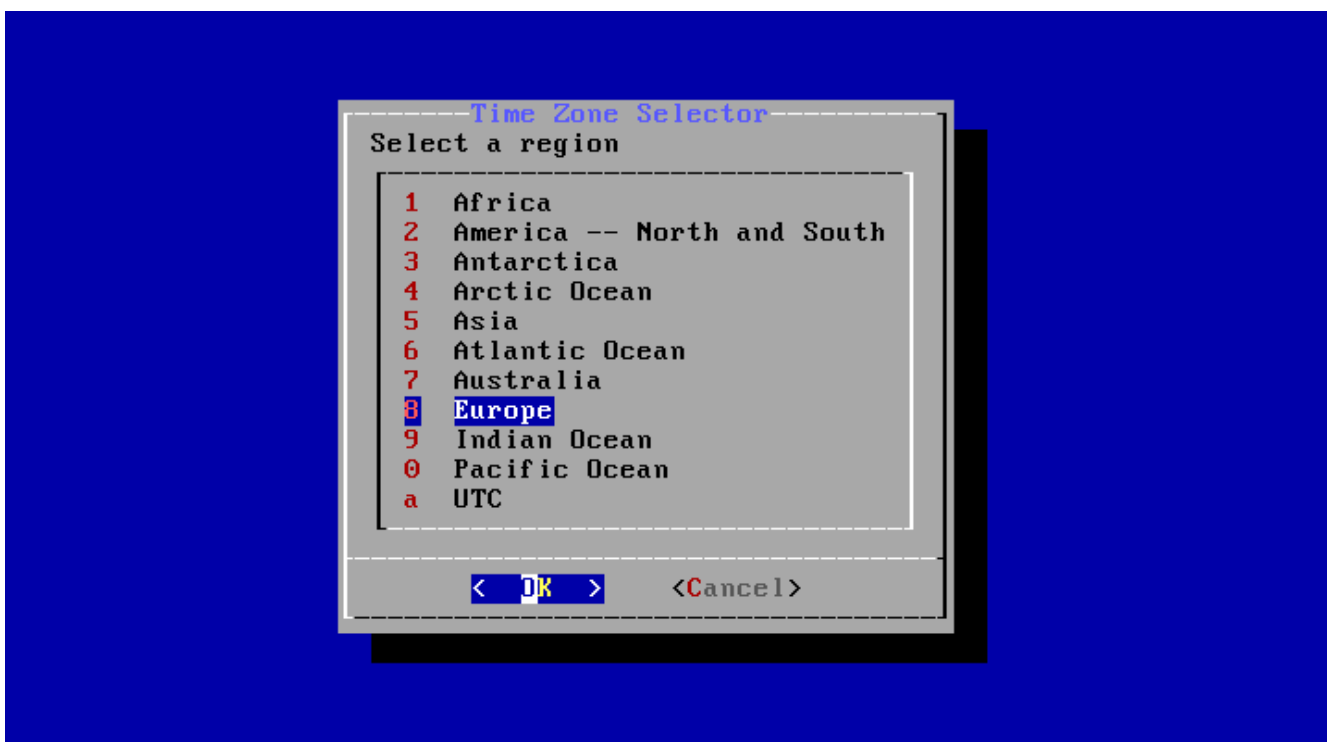 Time Zone Selector
Select a region
1 Africa
2 America -- North and South
3 Antarctica
4 Arctic Ocean
5 Asia
6 Atlantic Ocean
7 Australia
8 Europe
9 Indian Ocean
0 Pacific Ocean
a UTC
< OK > <Cancel>